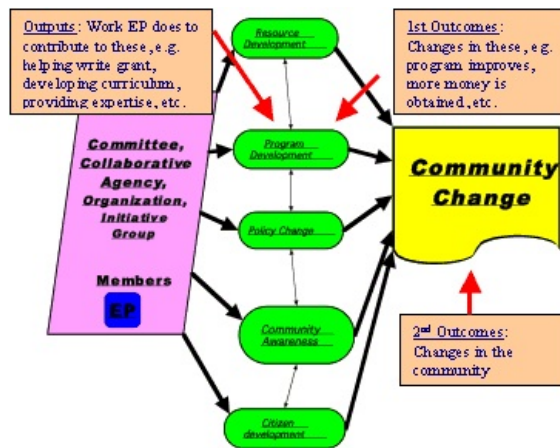 Outputs: Work EP does to
contribute to these, e.g.
helping write grant,
developing curriculum,
providing expertise, etc.
Resource
Development
1st Outcomes:
Changes in these, e.g.
program improves,
more money is
obtained, etc.
Committee,
Collaborative
Agency,
Organization,
Initiative
Group
Members
EP
Program
Development
Policy Change
Community
Awareness
Citizen
development
Community
Change
2nd Outcomes:
Changes in the
community